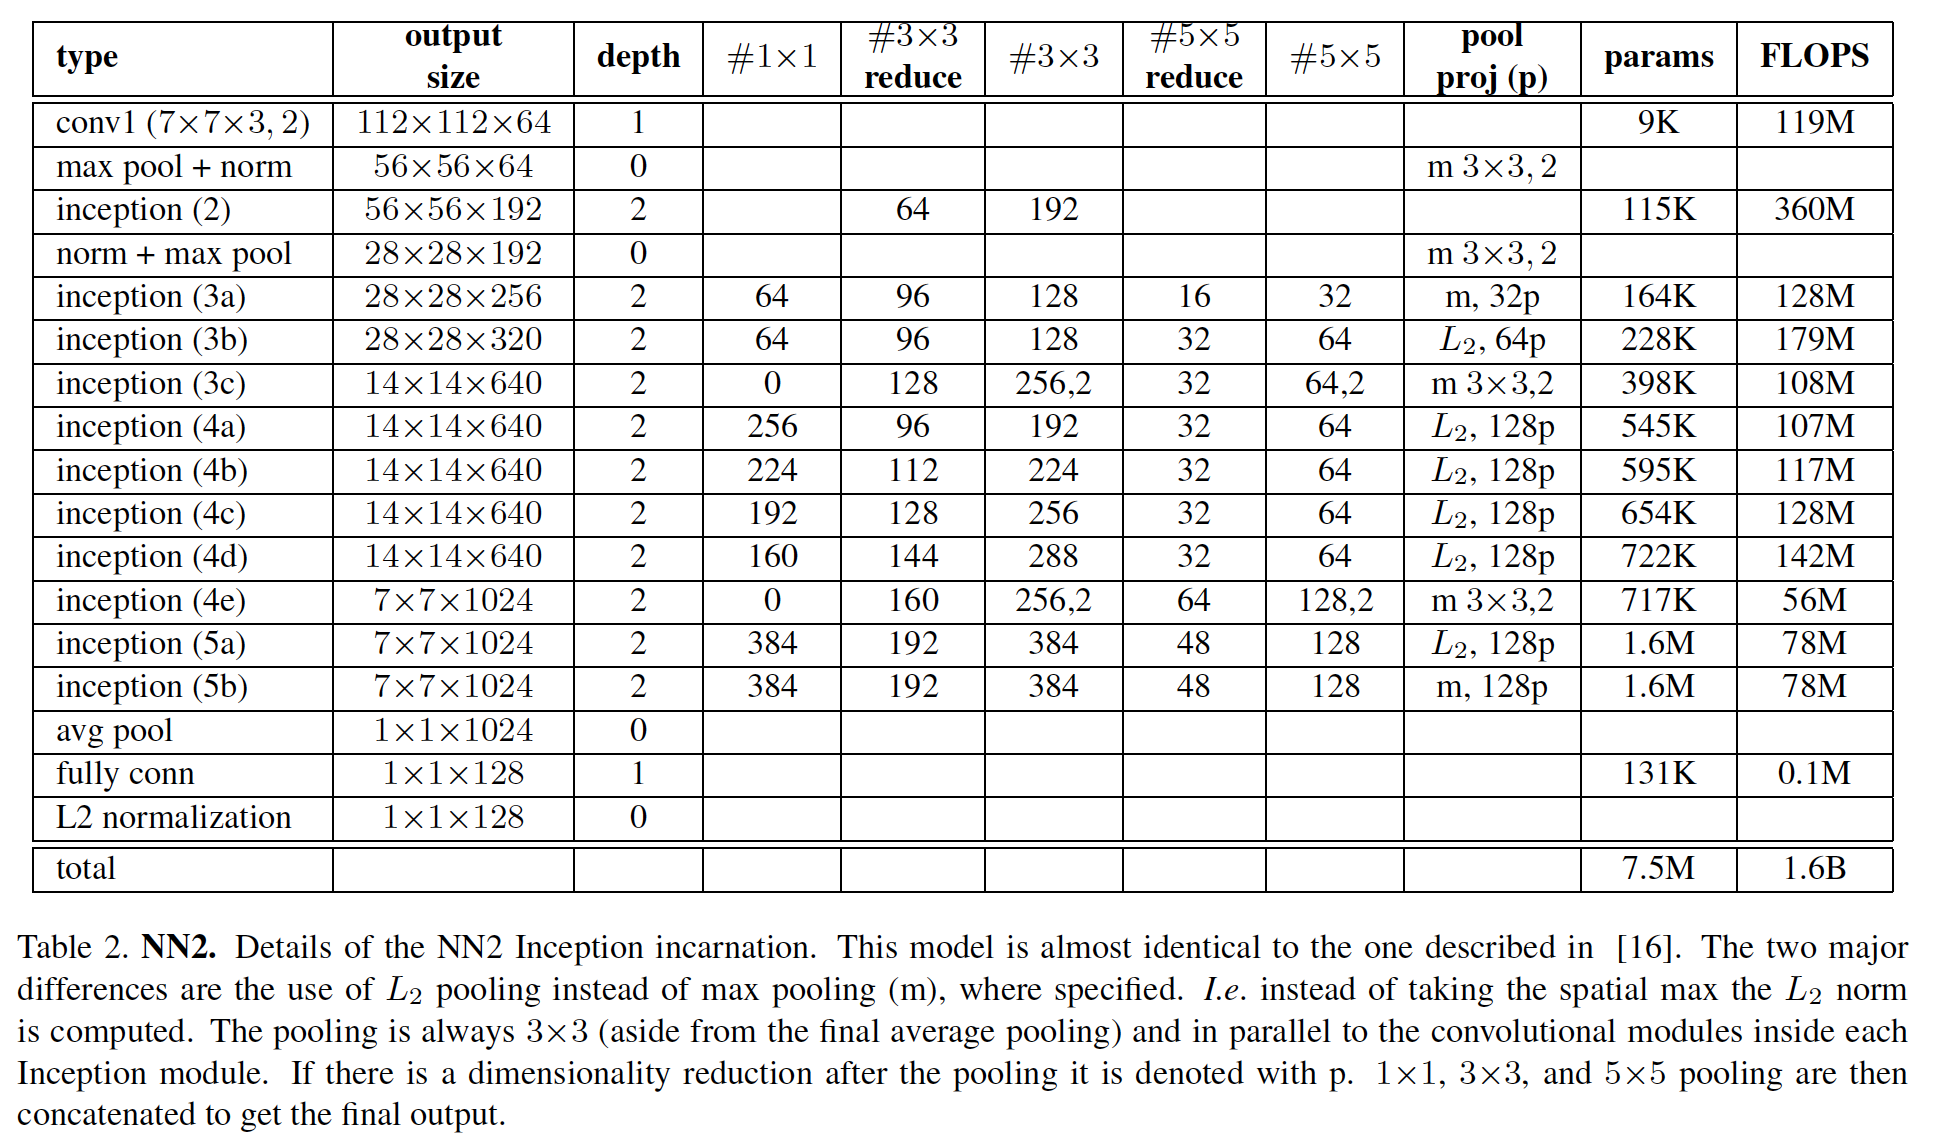 type | output size | depth | #1×1 | #3×3 reduce | #3×3 | #5×5 reduce | #5×5 | pool proj (p) | params | FLOPS
conv1 (7×7×3, 2) | 112×112×64 | 1 | | | | | | | 9K | 119M
max pool + norm | 56×56×64 | 0 | | | | | | m 3×3, 2 | |
inception (2) | 56×56×192 | 2 | | 64 | 192 | | | | 115K | 360M
norm + max pool | 28×28×192 | 0 | | | | | | m 3×3, 2 | |
inception (3a) | 28×28×256 | 2 | 64 | 96 | 128 | 16 | 32 | m, 32p | 164K | 128M
inception (3b) | 28×28×320 | 2 | 64 | 96 | 128 | 32 | 64 | L₂, 64p | 228K | 179M
inception (3c) | 14×14×640 | 2 | 0 | 128 | 256,2 | 32 | 64,2 | m 3×3,2 | 398K | 108M
inception (4a) | 14×14×640 | 2 | 256 | 96 | 192 | 32 | 64 | L₂, 128p | 545K | 107M
inception (4b) | 14×14×640 | 2 | 224 | 112 | 224 | 32 | 64 | L₂, 128p | 595K | 117M
inception (4c) | 14×14×640 | 2 | 192 | 128 | 256 | 32 | 64 | L₂, 128p | 654K | 128M
inception (4d) | 14×14×640 | 2 | 160 | 144 | 288 | 32 | 64 | L₂, 128p | 722K | 142M
inception (4e) | 7×7×1024 | 2 | 0 | 160 | 256,2 | 64 | 128,2 | m 3×3,2 | 717K | 56M
inception (5a) | 7×7×1024 | 2 | 384 | 192 | 384 | 48 | 128 | L₂, 128p | 1.6M | 78M
inception (5b) | 7×7×1024 | 2 | 384 | 192 | 384 | 48 | 128 | m, 128p | 1.6M | 78M
avg pool | 1×1×1024 | 0 | | | | | | | |
fully conn | 1×1×128 | 1 | | | | | | | 131K | 0.1M
L2 normalization | 1×1×128 | 0 | | | | | | | |
total | | | | | | | | | 7.5M | 1.6B
Table 2. NN2. Details of the NN2 Inception incarnation. This model is almost identical to the one described in [16]. The two major
differences are the use of L₂ pooling instead of max pooling (m), where specified. I.e. instead of taking the spatial max the L₂ norm
is computed. The pooling is always 3×3 (aside from the final average pooling) and in parallel to the convolutional modules inside each
Inception module. If there is a dimensionality reduction after the pooling it is denoted with p. 1×1, 3×3, and 5×5 pooling are then
concatenated to get the final output.